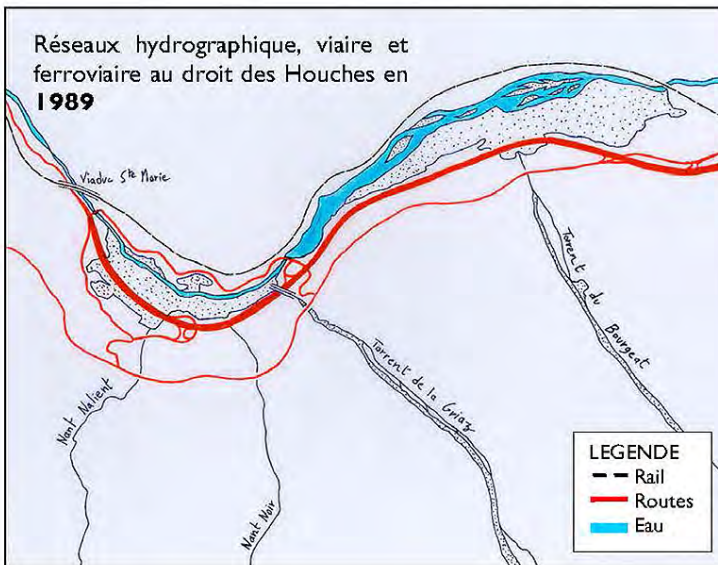 Réseaux hydrographique, viaire et
ferroviaire au droit des Houches en
1989
Viaduc Ste Marie
Torrent du Bourgeat
Torrent de la Griaz
Nant Nalient
Nant Noir
LEGENDE
Rail
Routes
Eau